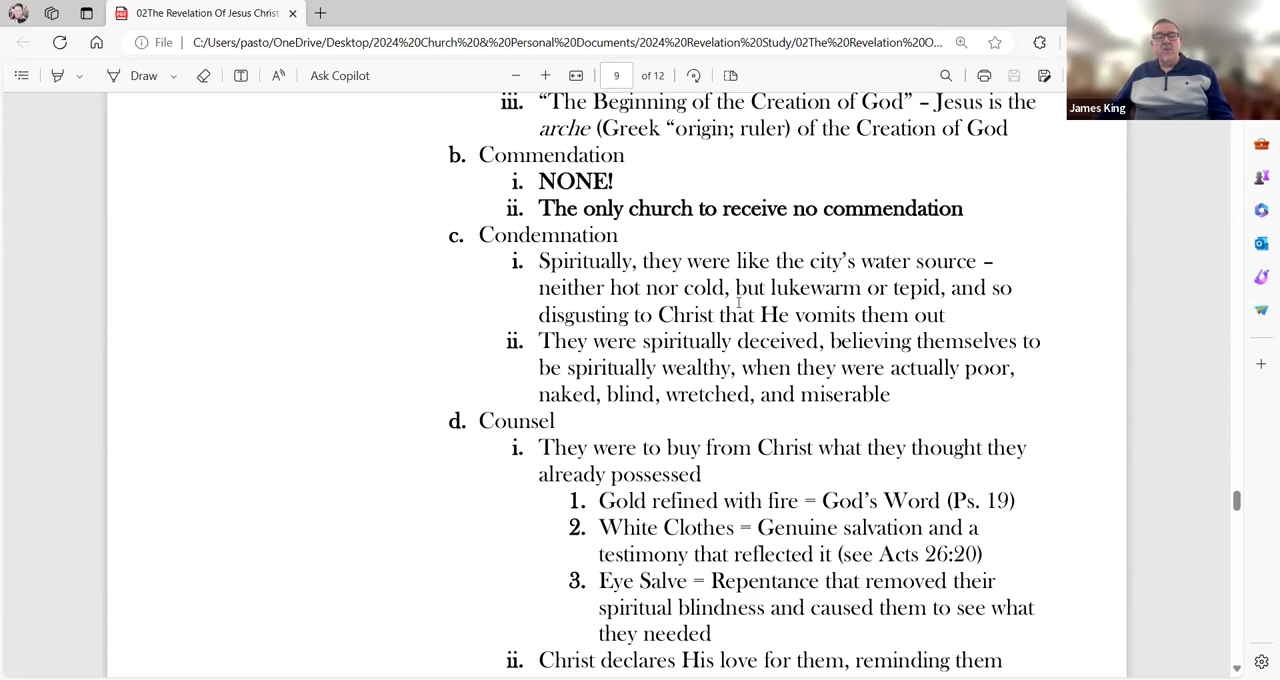 02The Revelation Of Jesus Christ
File
C:/Users/pasto/OneDrive/Desktop/2024%20Church%20&%20Personal%20Documents/2024%20Revelation%20Study/02The%20Revelation%20O...
Draw
Ask Copilot
9 of 12
James King
iii. “The Beginning of the Creation of God” – Jesus is the
arche (Greek “origin; ruler) of the Creation of God
b. Commendation
i. NONE!
ii. The only church to receive no commendation
c. Condemnation
i. Spiritually, they were like the city’s water source –
neither hot nor cold, but lukewarm or tepid, and so
disgusting to Christ that He vomits them out
ii. They were spiritually deceived, believing themselves to
be spiritually wealthy, when they were actually poor,
naked, blind, wretched, and miserable
d. Counsel
i. They were to buy from Christ what they thought they
already possessed
1. Gold refined with fire = God’s Word (Ps. 19)
2. White Clothes = Genuine salvation and a
testimony that reflected it (see Acts 26:20)
3. Eye Salve = Repentance that removed their
spiritual blindness and caused them to see what
they needed
ii. Christ declares His love for them, reminding them